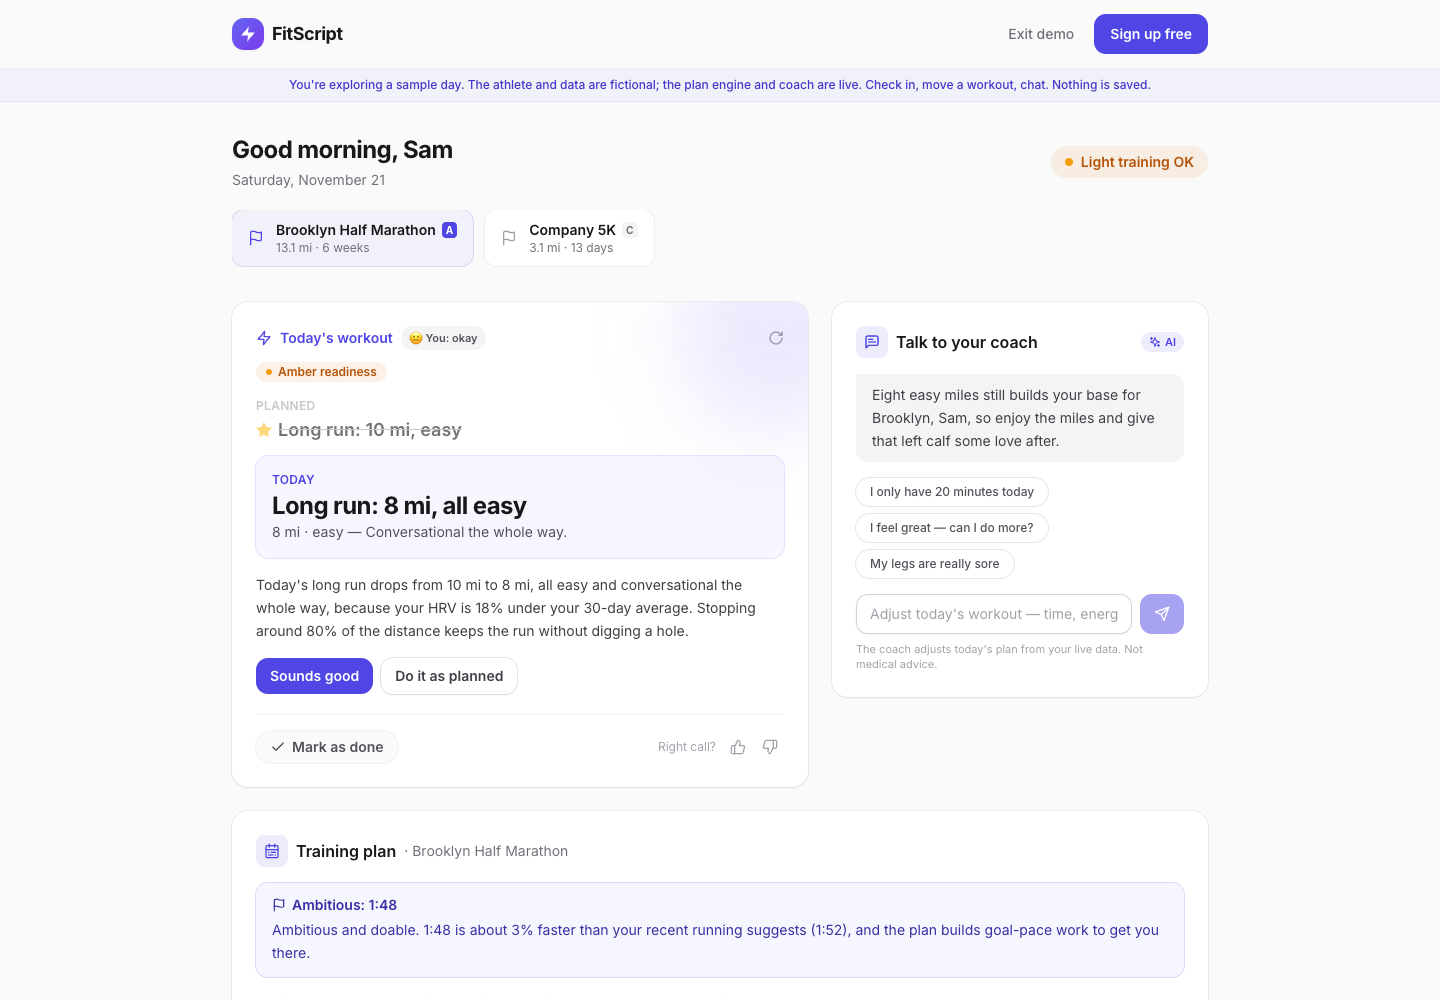 FitScript
Exit demo
Sign up free
You're exploring a sample day. The athlete and data are fictional; the plan engine and coach are live. Check in, move a workout, chat. Nothing is saved.
Good morning, Sam
Saturday, November 21
Light training OK
Brooklyn Half Marathon A
13.1 mi · 6 weeks
Company 5K C
3.1 mi · 13 days
Today's workout
You: okay
Amber readiness
PLANNED
Long run: 10 mi, easy
TODAY
Long run: 8 mi, all easy
8 mi · easy — Conversational the whole way.
Today's long run drops from 10 mi to 8 mi, all easy and conversational the
whole way, because your HRV is 18% under your 30-day average. Stopping
around 80% of the distance keeps the run without digging a hole.
Sounds good
Do it as planned
Mark as done
Right call?
Talk to your coach
AI
Eight easy miles still builds your base for
Brooklyn, Sam, so enjoy the miles and give
that left calf some love after.
I only have 20 minutes today
I feel great — can I do more?
My legs are really sore
Adjust today's workout — time, energ
The coach adjusts today's plan from your live data. Not
medical advice.
Training plan · Brooklyn Half Marathon
Ambitious: 1:48
Ambitious and doable. 1:48 is about 3% faster than your recent running suggests (1:52), and the plan builds goal-pace work to get you
there.